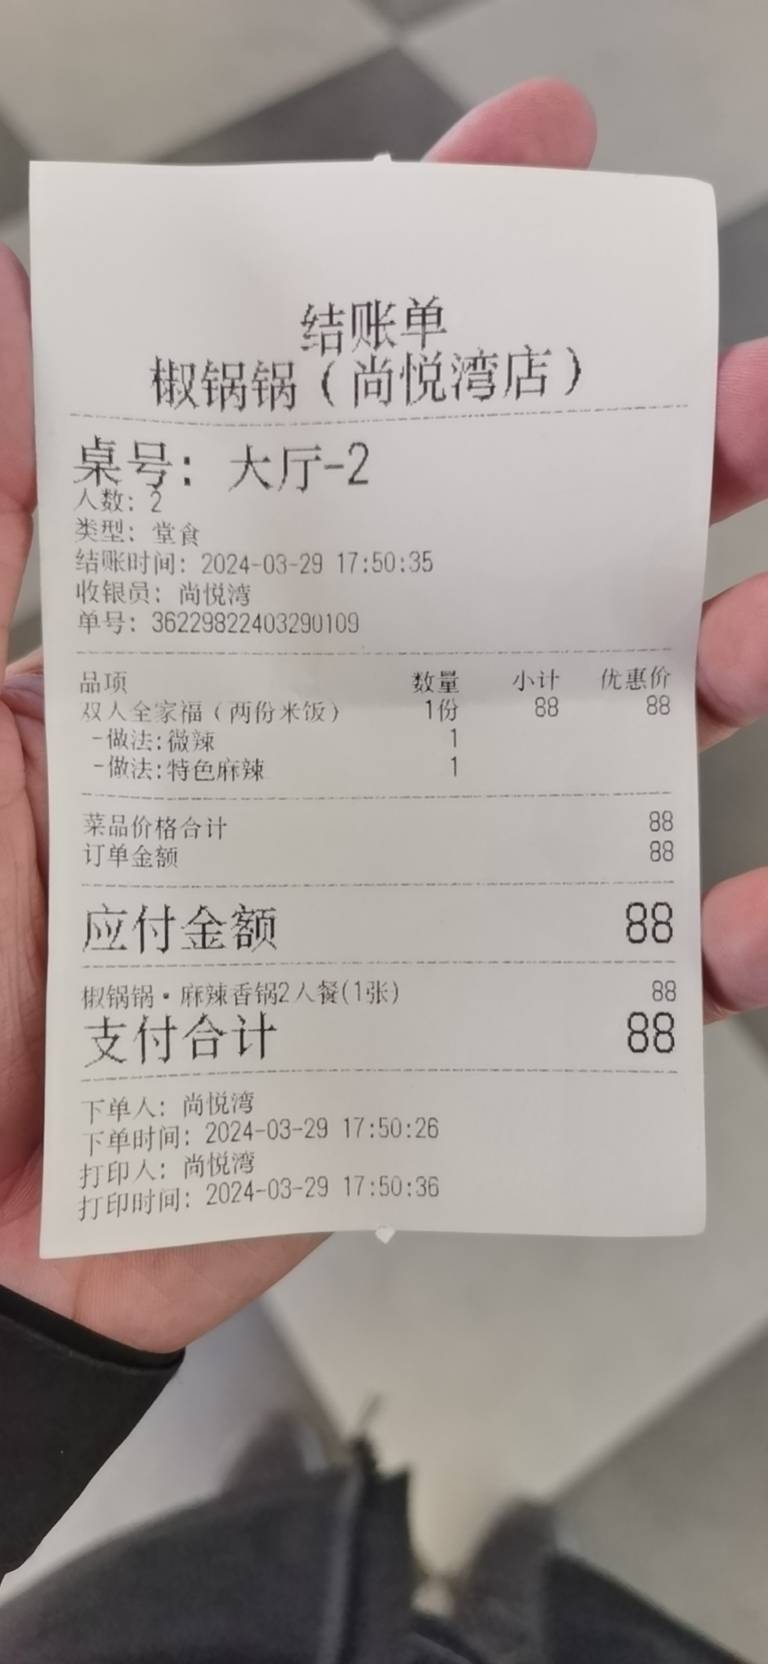 结账单
椒锅锅（尚悦湾店）
桌号：大厅-2
人数：2
类型：堂食
结账时间：2024-03-29 17:50:35
收银员：尚悦湾
单号：36229822403290109
品项 数量 小计 优惠价
双人全家福（两份米饭） 1份 88 88
-做法:微辣 1
-做法:特色麻辣 1
菜品价格合计 88
订单金额 88
应付金额 88
椒锅锅·麻辣香锅2人餐(1张) 88
支付合计 88
下单人：尚悦湾
下单时间：2024-03-29 17:50:26
打印人：尚悦湾
打印时间：2024-03-29 17:50:36